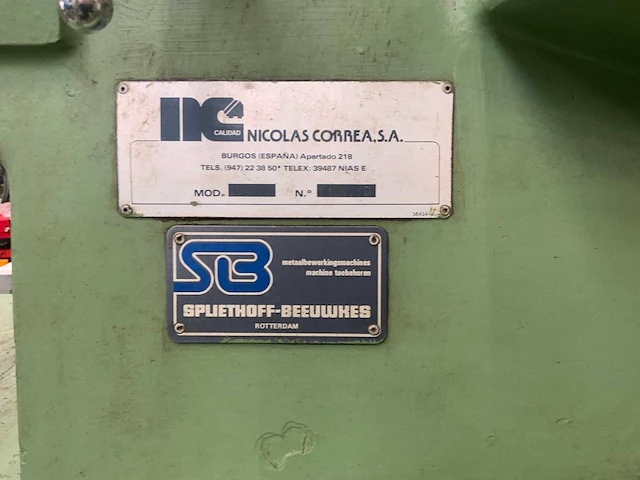 nc
CALIDAD
NICOLAS CORREA, S.A.
BURGOS (ESPAÑA) Apartado 218
TELS. (947) 22 38 50* TELEX: 39487 NIAS E
MOD. N.°
SB
metaalbewerkingsmachines
machine toebehoren
SPLIETHOFF-BEEUWKES
ROTTERDAM